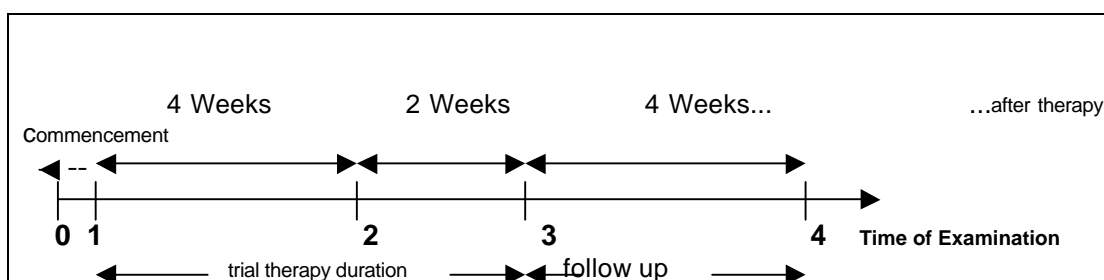 4 Weeks 2 Weeks 4 Weeks... ...after therapy
Commencement
--
0 1 2 3 4 Time of Examination
trial therapy duration follow up